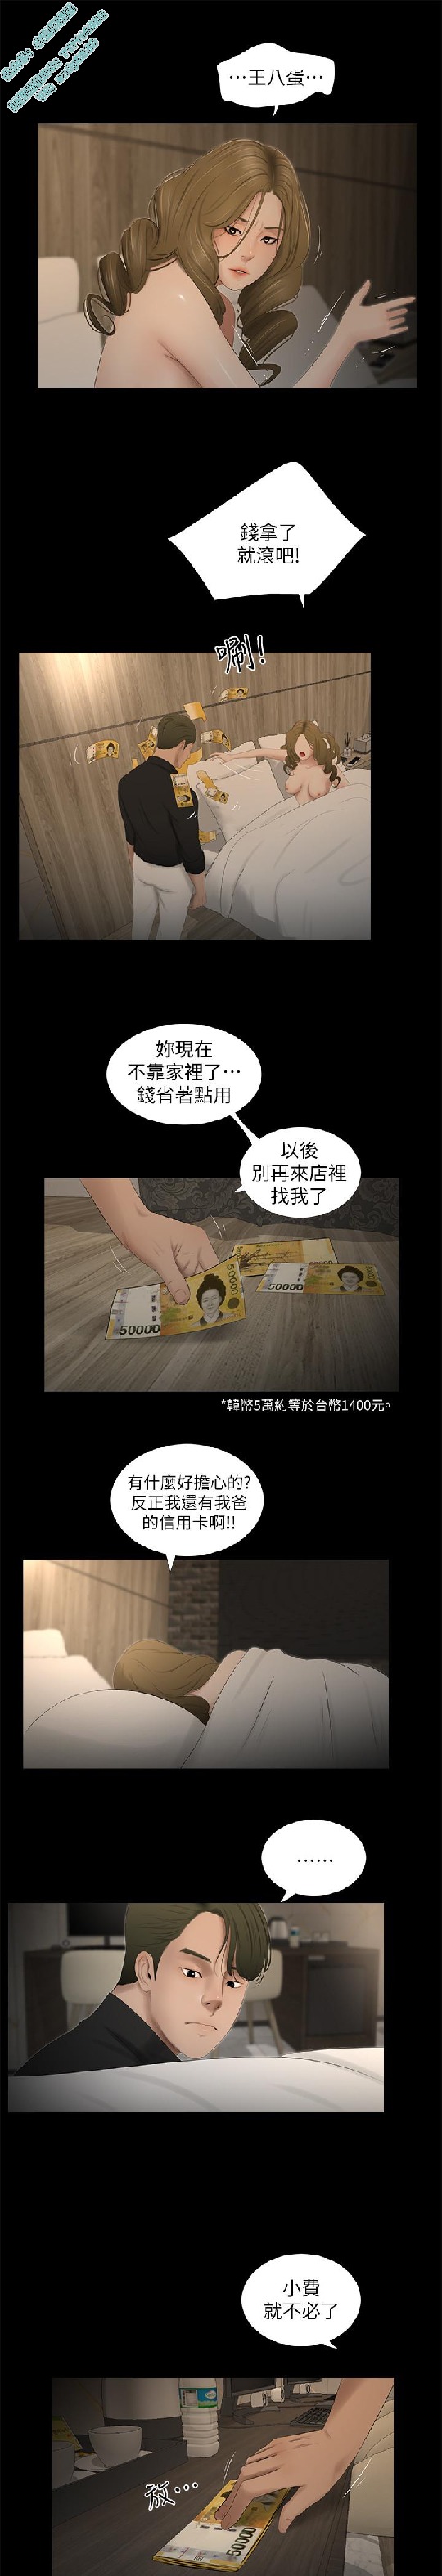 …王八蛋…
錢拿了
就滾吧!
唰!
妳現在
不靠家裡了…
錢省著點用
以後
別再來店裡
找我了
50000
50000
50000
*韓幣5萬約等於台幣1400元。
有什麼好擔心的?
反正我還有我爸
的信用卡啊!!
……
小費
就不必了
放…
50000